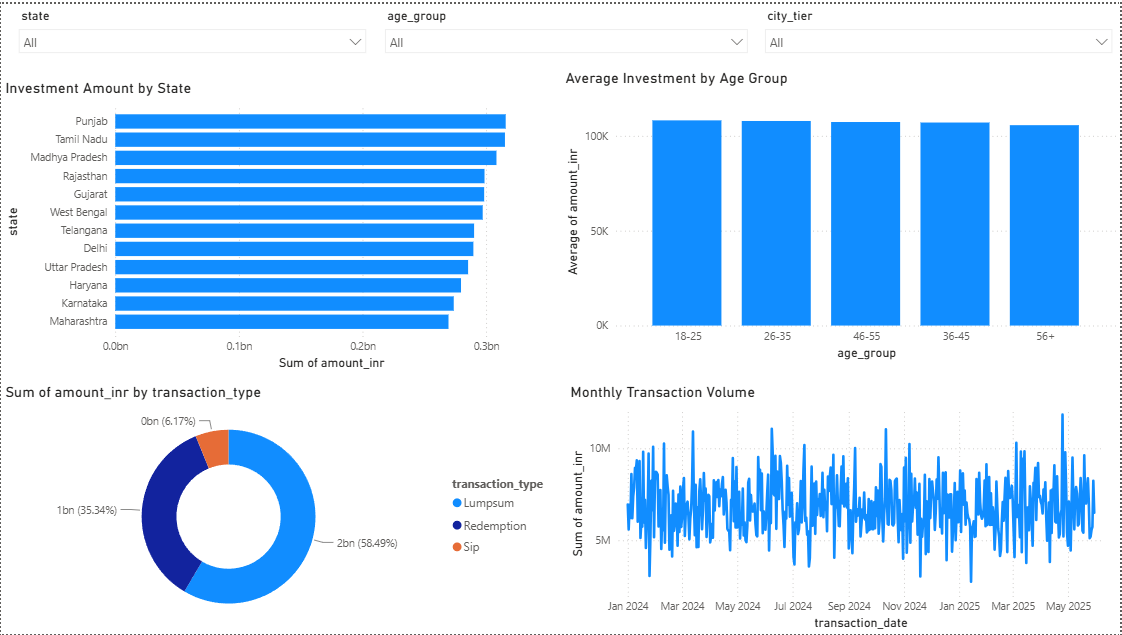 state
age_group
city_tier
All
All
All
Investment Amount by State
Punjab
Tamil Nadu
Madhya Pradesh
Rajasthan
Gujarat
West Bengal
Telangana
Delhi
Uttar Pradesh
Haryana
Karnataka
Maharashtra
state
0.0bn
0.1bn
0.2bn
0.3bn
Sum of amount_inr
Average Investment by Age Group
100K
50K
0K
Average of amount_inr
18-25
26-35
46-55
36-45
56+
age_group
Sum of amount_inr by transaction_type
0bn (6.17%)
1bn (35.34%)
2bn (58.49%)
transaction_type
Lumpsum
Redemption
Sip
Monthly Transaction Volume
10M
5M
Sum of amount_inr
Jan 2024
Mar 2024
May 2024
Jul 2024
Sep 2024
Nov 2024
Jan 2025
Mar 2025
May 2025
transaction_date